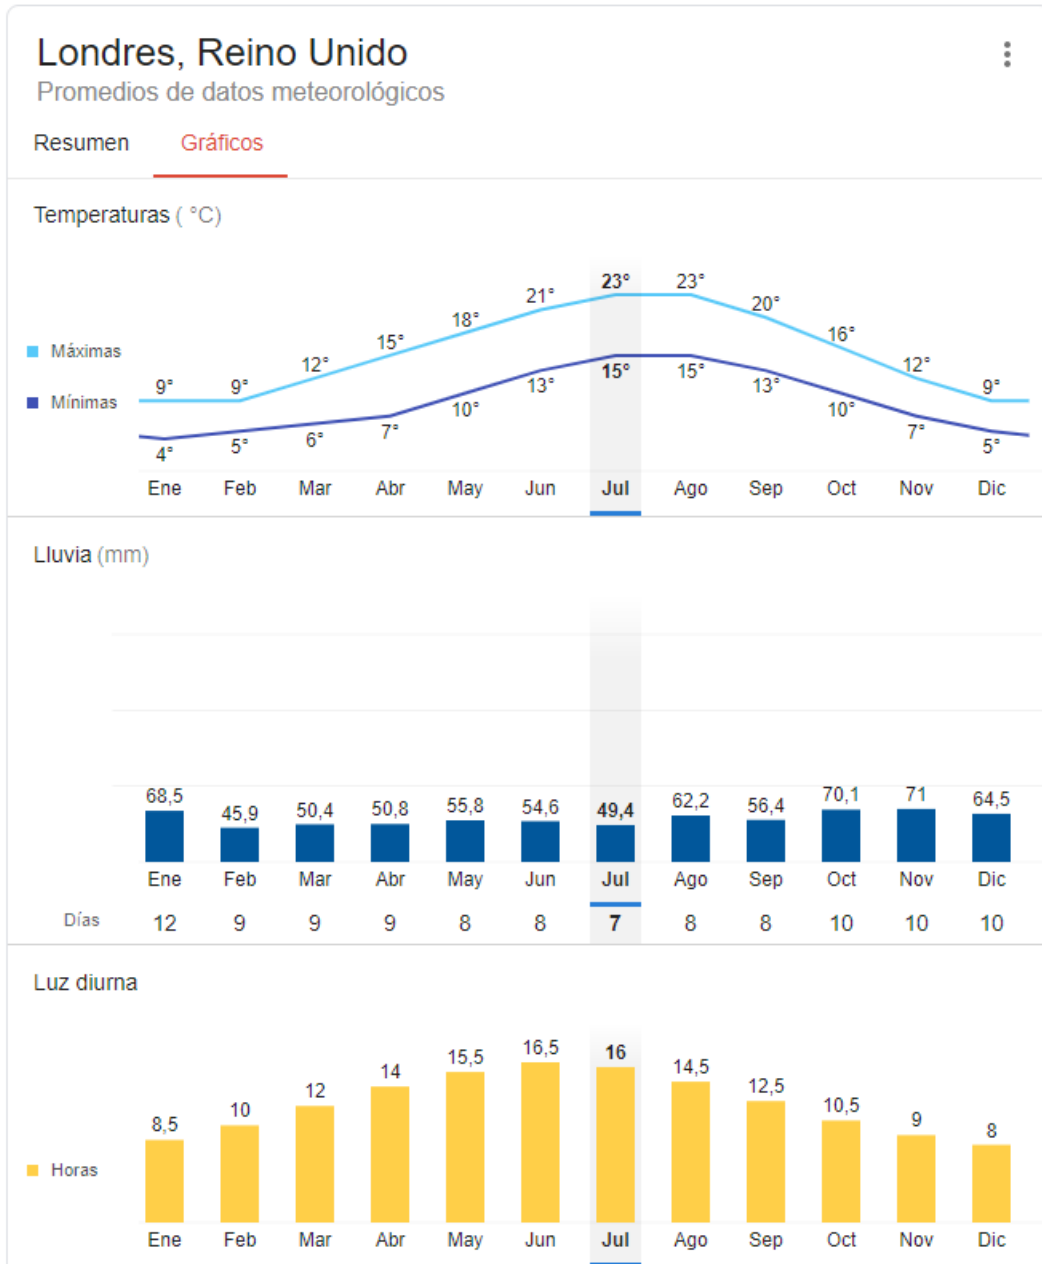 Londres, Reino Unido
Promedios de datos meteorológicos
Resumen Gráficos
Temperaturas ( °C)
23° 23°
21°
20°
18°
16°
15°
12° 12°
9° 9° 9°
Máximas
Mínimas
15° 15°
13° 13°
10° 10°
7° 7°
6°
5° 5°
4°
Ene Feb Mar Abr May Jun Jul Ago Sep Oct Nov Dic
Lluvia (mm)
68,5 45,9 50,4 50,8 55,8 54,6 49,4 62,2 56,4 70,1 71 64,5
Ene Feb Mar Abr May Jun Jul Ago Sep Oct Nov Dic
Días 12 9 9 9 8 8 7 8 8 10 10 10
Luz diurna
8,5 10 12 14 15,5 16,5 16 14,5 12,5 10,5 9 8
Horas
Ene Feb Mar Abr May Jun Jul Ago Sep Oct Nov Dic